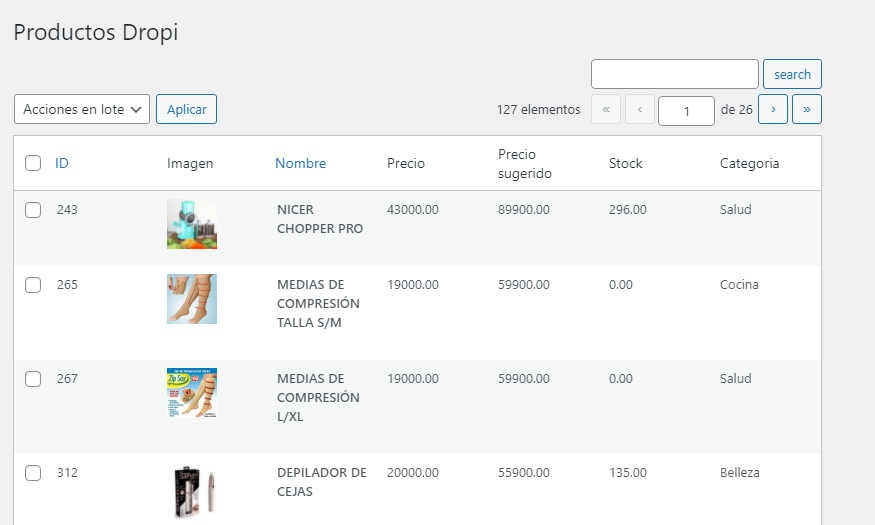 Productos Dropi
search
Acciones en lote Aplicar 127 elementos « ‹ 1 de 26 › »
ID Imagen Nombre Precio Precio sugerido Stock Categoria
243 NICER CHOPPER PRO 43000.00 89900.00 296.00 Salud
265 MEDIAS DE COMPRESIÓN TALLA S/M 19000.00 59900.00 0.00 Cocina
Zip Sox
267 MEDIAS DE COMPRESIÓN L/XL 19000.00 59900.00 0.00 Salud
312 DEPILADOR DE CEJAS 20000.00 55900.00 135.00 Belleza